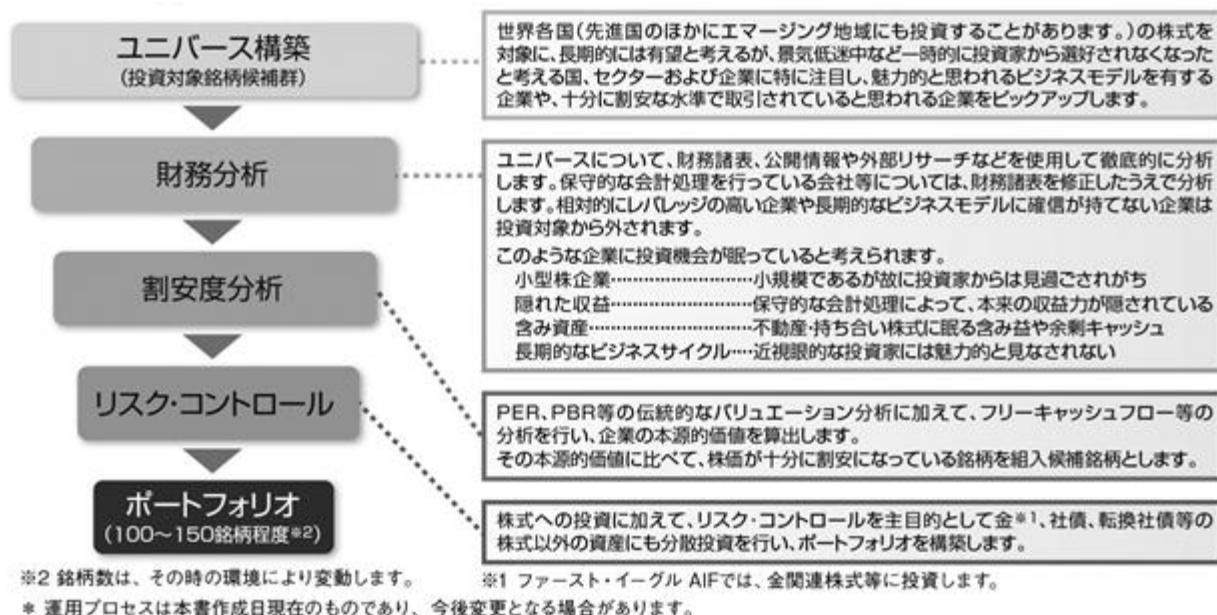 ユニバース構築
(投資対象銘柄候補群)
世界各国(先進国のほかにエマージング地域にも投資することがあります。)の株式を
対象に、長期的には有望と考えるが、景気低迷中など一時的に投資家から選好されなくなった
と考える国、セクターおよび企業に特に注目し、魅力的と思われるビジネスモデルを有する
企業や、十分に割安な水準で取引されていると思われる企業をピックアップします。
財務分析
ユニバースについて、財務諸表、公開情報や外部リサーチなどを使用して徹底的に分析
します。保守的な会計処理を行っている会社等については、財務諸表を修正したうえで分析
します。相対的にレバレッジの高い企業や長期的なビジネスモデルに確信が持てない企業は
投資対象から外されます。
このような企業に投資機会が眠っていると考えられます。
小型株企業…………………………小規模であるが故に投資家からは見過ごされがち
隠れた収益…………………………保守的な会計処理によって、本来の収益力が隠されている
含み資産……………………………不動産・持ち合い株式に眠る含み益や余剰キャッシュ
長期的なビジネスサイクル……近視眼的な投資家には魅力的と見なされない
割安度分析
PER、PBR等の伝統的なバリュエーション分析に加えて、フリーキャッシュフロー等の
分析を行い、企業の本源的価値を算出します。
その本源的価値に比べて、株価が十分に割安になっている銘柄を組入候補銘柄とします。
リスク・コントロール
株式への投資に加えて、リスク・コントロールを主目的として金※1、社債、転換社債等の
株式以外の資産にも分散投資を行い、ポートフォリオを構築します。
ポートフォリオ
(100〜150銘柄程度※2)
※2 銘柄数は、その時の環境により変動します。
※1 ファースト・イーグル AIFでは、金関連株式等に投資します。
* 運用プロセスは本書作成日現在のものであり、今後変更となる場合があります。